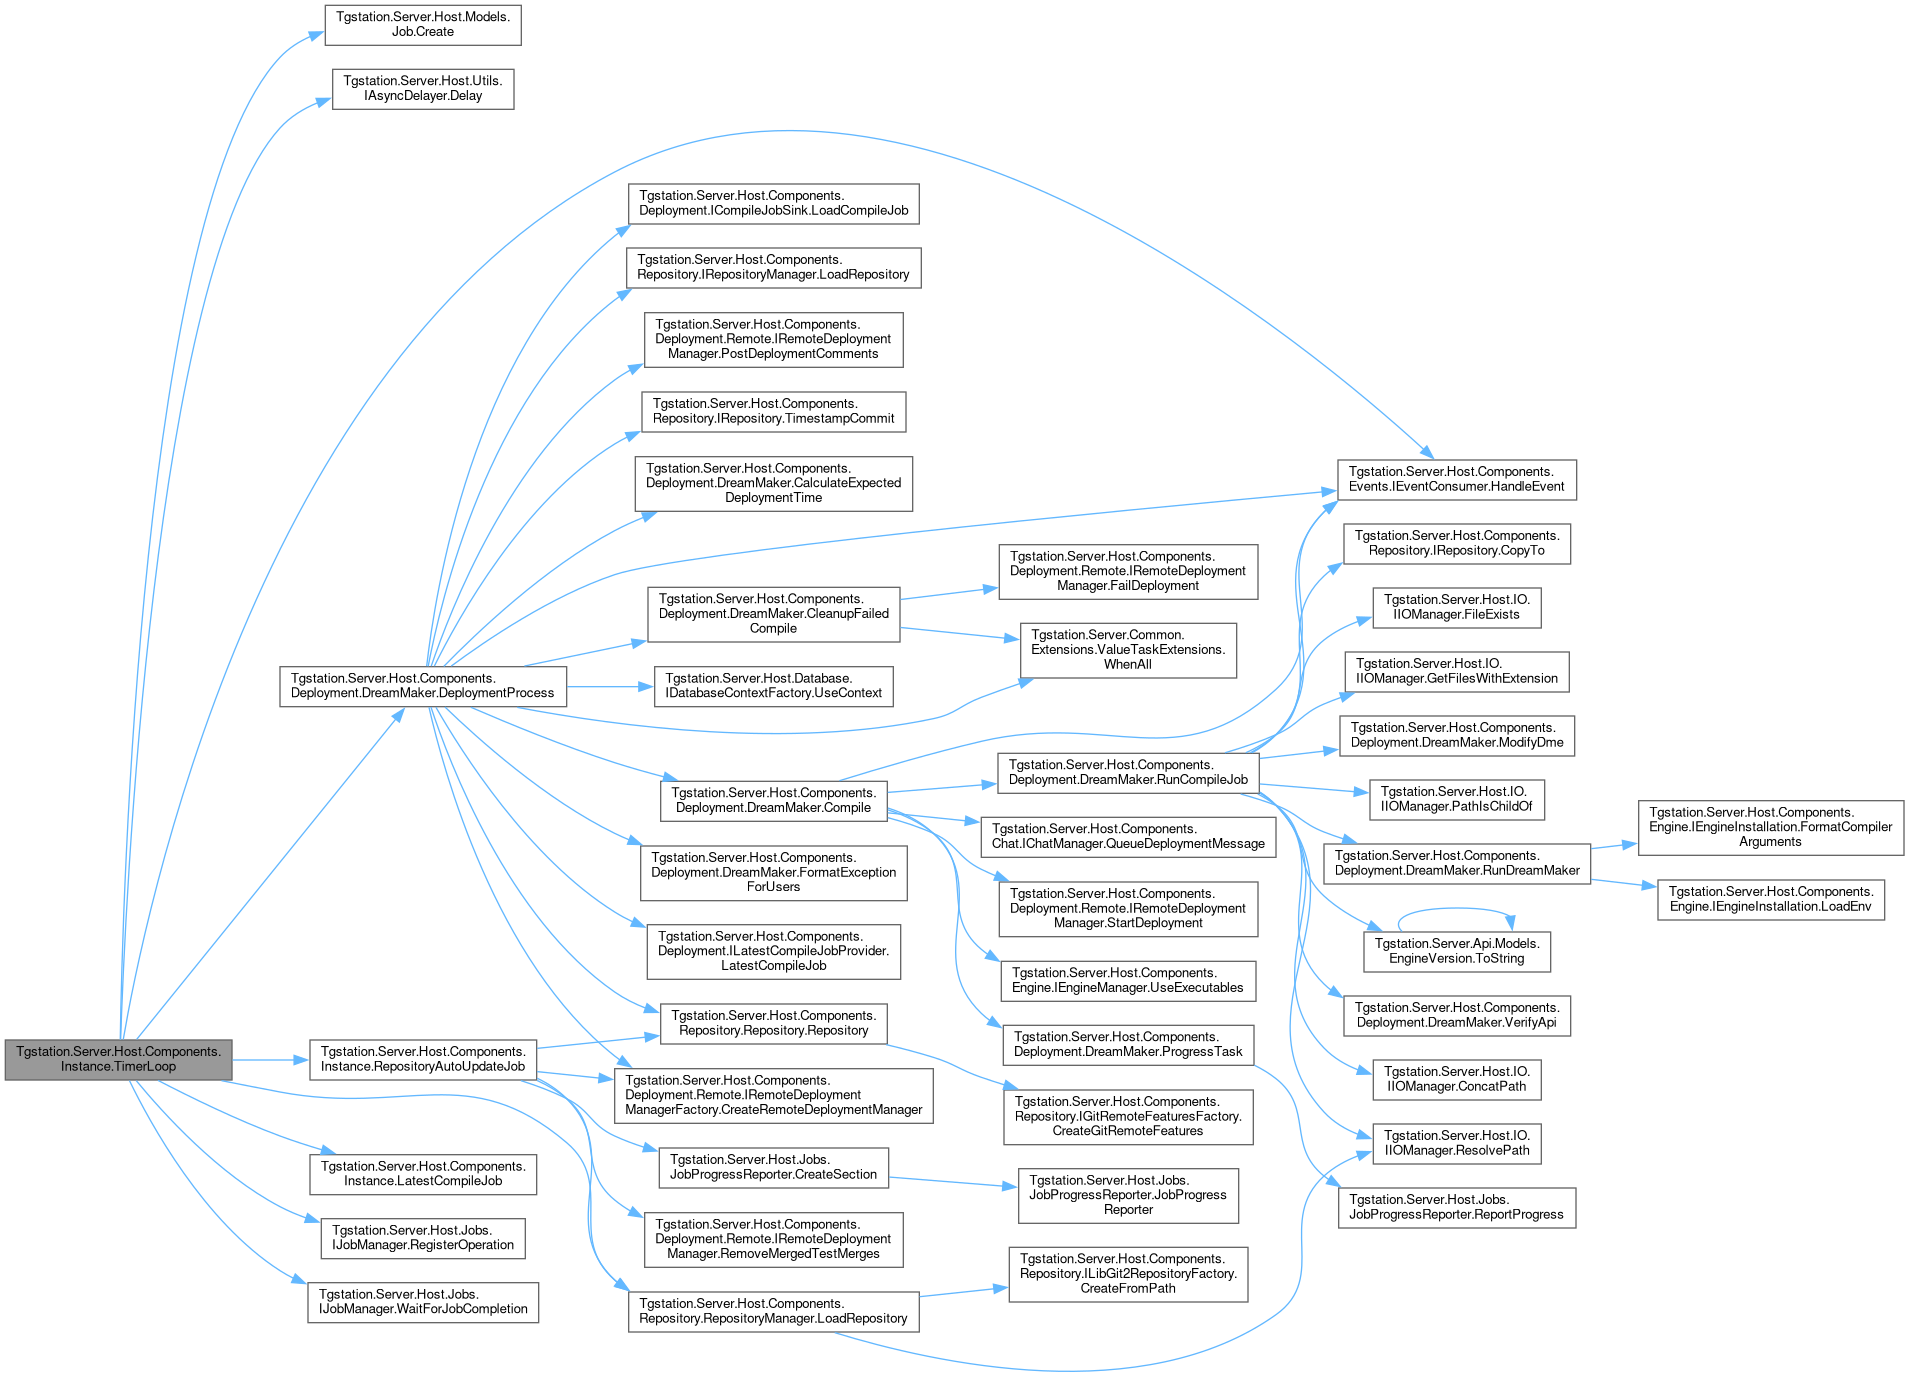 Tgstation.Server.Host.Models.
Job.Create
Tgstation.Server.Host.Utils.
IAsyncDelayer.Delay
Tgstation.Server.Host.Components.
Deployment.ICompileJobSink.LoadCompileJob
Tgstation.Server.Host.Components.
Repository.IRepositoryManager.LoadRepository
Tgstation.Server.Host.Components.
Deployment.Remote.IRemoteDeployment
Manager.PostDeploymentComments
Tgstation.Server.Host.Components.
Repository.IRepository.TimestampCommit
Tgstation.Server.Host.Components.
Deployment.DreamMaker.CalculateExpected
DeploymentTime
Tgstation.Server.Host.Components.
Events.IEventConsumer.HandleEvent
Tgstation.Server.Host.Components.
Repository.IRepository.CopyTo
Tgstation.Server.Host.Components.
Deployment.Remote.IRemoteDeployment
Manager.FailDeployment
Tgstation.Server.Host.Components.
Deployment.DreamMaker.CleanupFailed
Compile
Tgstation.Server.Host.IO.
IIOManager.FileExists
Tgstation.Server.Common.
Extensions.ValueTaskExtensions.
WhenAll
Tgstation.Server.Host.IO.
IIOManager.GetFilesWithExtension
Tgstation.Server.Host.Components.
Deployment.DreamMaker.DeploymentProcess
Tgstation.Server.Host.Database.
IDatabaseContextFactory.UseContext
Tgstation.Server.Host.Components.
Deployment.DreamMaker.ModifyDme
Tgstation.Server.Host.Components.
Deployment.DreamMaker.RunCompileJob
Tgstation.Server.Host.Components.
Deployment.DreamMaker.Compile
Tgstation.Server.Host.IO.
IIOManager.PathIsChildOf
Tgstation.Server.Host.Components.
Engine.IEngineInstallation.FormatCompiler
Arguments
Tgstation.Server.Host.Components.
Chat.IChatManager.QueueDeploymentMessage
Tgstation.Server.Host.Components.
Deployment.DreamMaker.RunDreamMaker
Tgstation.Server.Host.Components.
Deployment.DreamMaker.FormatException
ForUsers
Tgstation.Server.Host.Components.
Deployment.Remote.IRemoteDeployment
Manager.StartDeployment
Tgstation.Server.Host.Components.
Engine.IEngineInstallation.LoadEnv
Tgstation.Server.Host.Components.
Deployment.ILatestCompileJobProvider.
LatestCompileJob
Tgstation.Server.Api.Models.
EngineVersion.ToString
Tgstation.Server.Host.Components.
Engine.IEngineManager.UseExecutables
Tgstation.Server.Host.Components.
Deployment.DreamMaker.VerifyApi
Tgstation.Server.Host.Components.
Repository.Repository.Repository
Tgstation.Server.Host.Components.
Deployment.DreamMaker.ProgressTask
Tgstation.Server.Host.Components.
Instance.TimerLoop
Tgstation.Server.Host.Components.
Instance.RepositoryAutoUpdateJob
Tgstation.Server.Host.Components.
Deployment.Remote.IRemoteDeployment
ManagerFactory.CreateRemoteDeploymentManager
Tgstation.Server.Host.IO.
IIOManager.ConcatPath
Tgstation.Server.Host.Components.
Repository.IGitRemoteFeaturesFactory.
CreateGitRemoteFeatures
Tgstation.Server.Host.IO.
IIOManager.ResolvePath
Tgstation.Server.Host.Components.
Instance.LatestCompileJob
Tgstation.Server.Host.Jobs.
JobProgressReporter.CreateSection
Tgstation.Server.Host.Jobs.
JobProgressReporter.JobProgress
Reporter
Tgstation.Server.Host.Jobs.
JobProgressReporter.ReportProgress
Tgstation.Server.Host.Jobs.
IJobManager.RegisterOperation
Tgstation.Server.Host.Components.
Deployment.Remote.IRemoteDeployment
Manager.RemoveMergedTestMerges
Tgstation.Server.Host.Components.
Repository.ILibGit2RepositoryFactory.
CreateFromPath
Tgstation.Server.Host.Jobs.
IJobManager.WaitForJobCompletion
Tgstation.Server.Host.Components.
Repository.RepositoryManager.LoadRepository